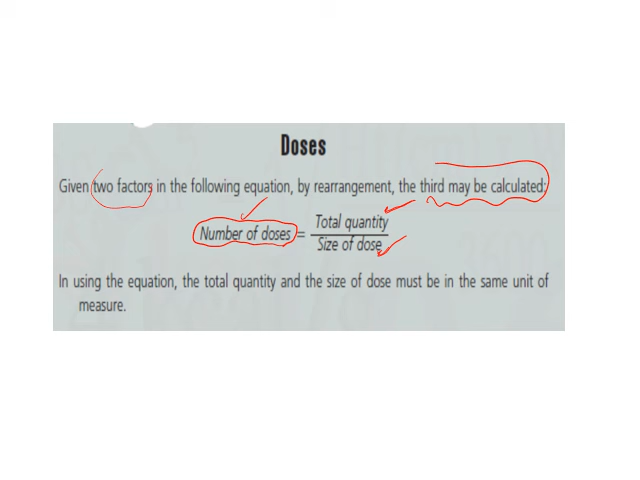 Doses
Given two factors in the following equation, by rearrangement, the third may be calculated:
Number of doses = Total quantity / Size of dose
In using the equation, the total quantity and the size of dose must be in the same unit of
measure.